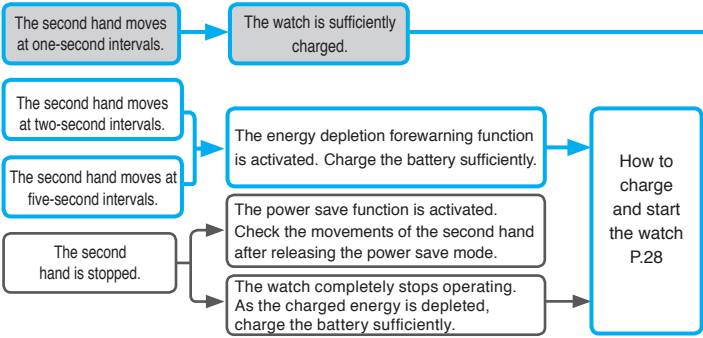 The second hand moves
at one-second intervals.
The watch is sufficiently
charged.
The second hand moves
at two-second intervals.
The second hand moves at
five-second intervals.
The energy depletion forewarning function
is activated. Charge the battery sufficiently.
The second
hand is stopped.
The power save function is activated.
Check the movements of the second hand
after releasing the power save mode.
The watch completely stops operating.
As the charged energy is depleted,
charge the battery sufficiently.
How to
charge
and start
the watch
P.28